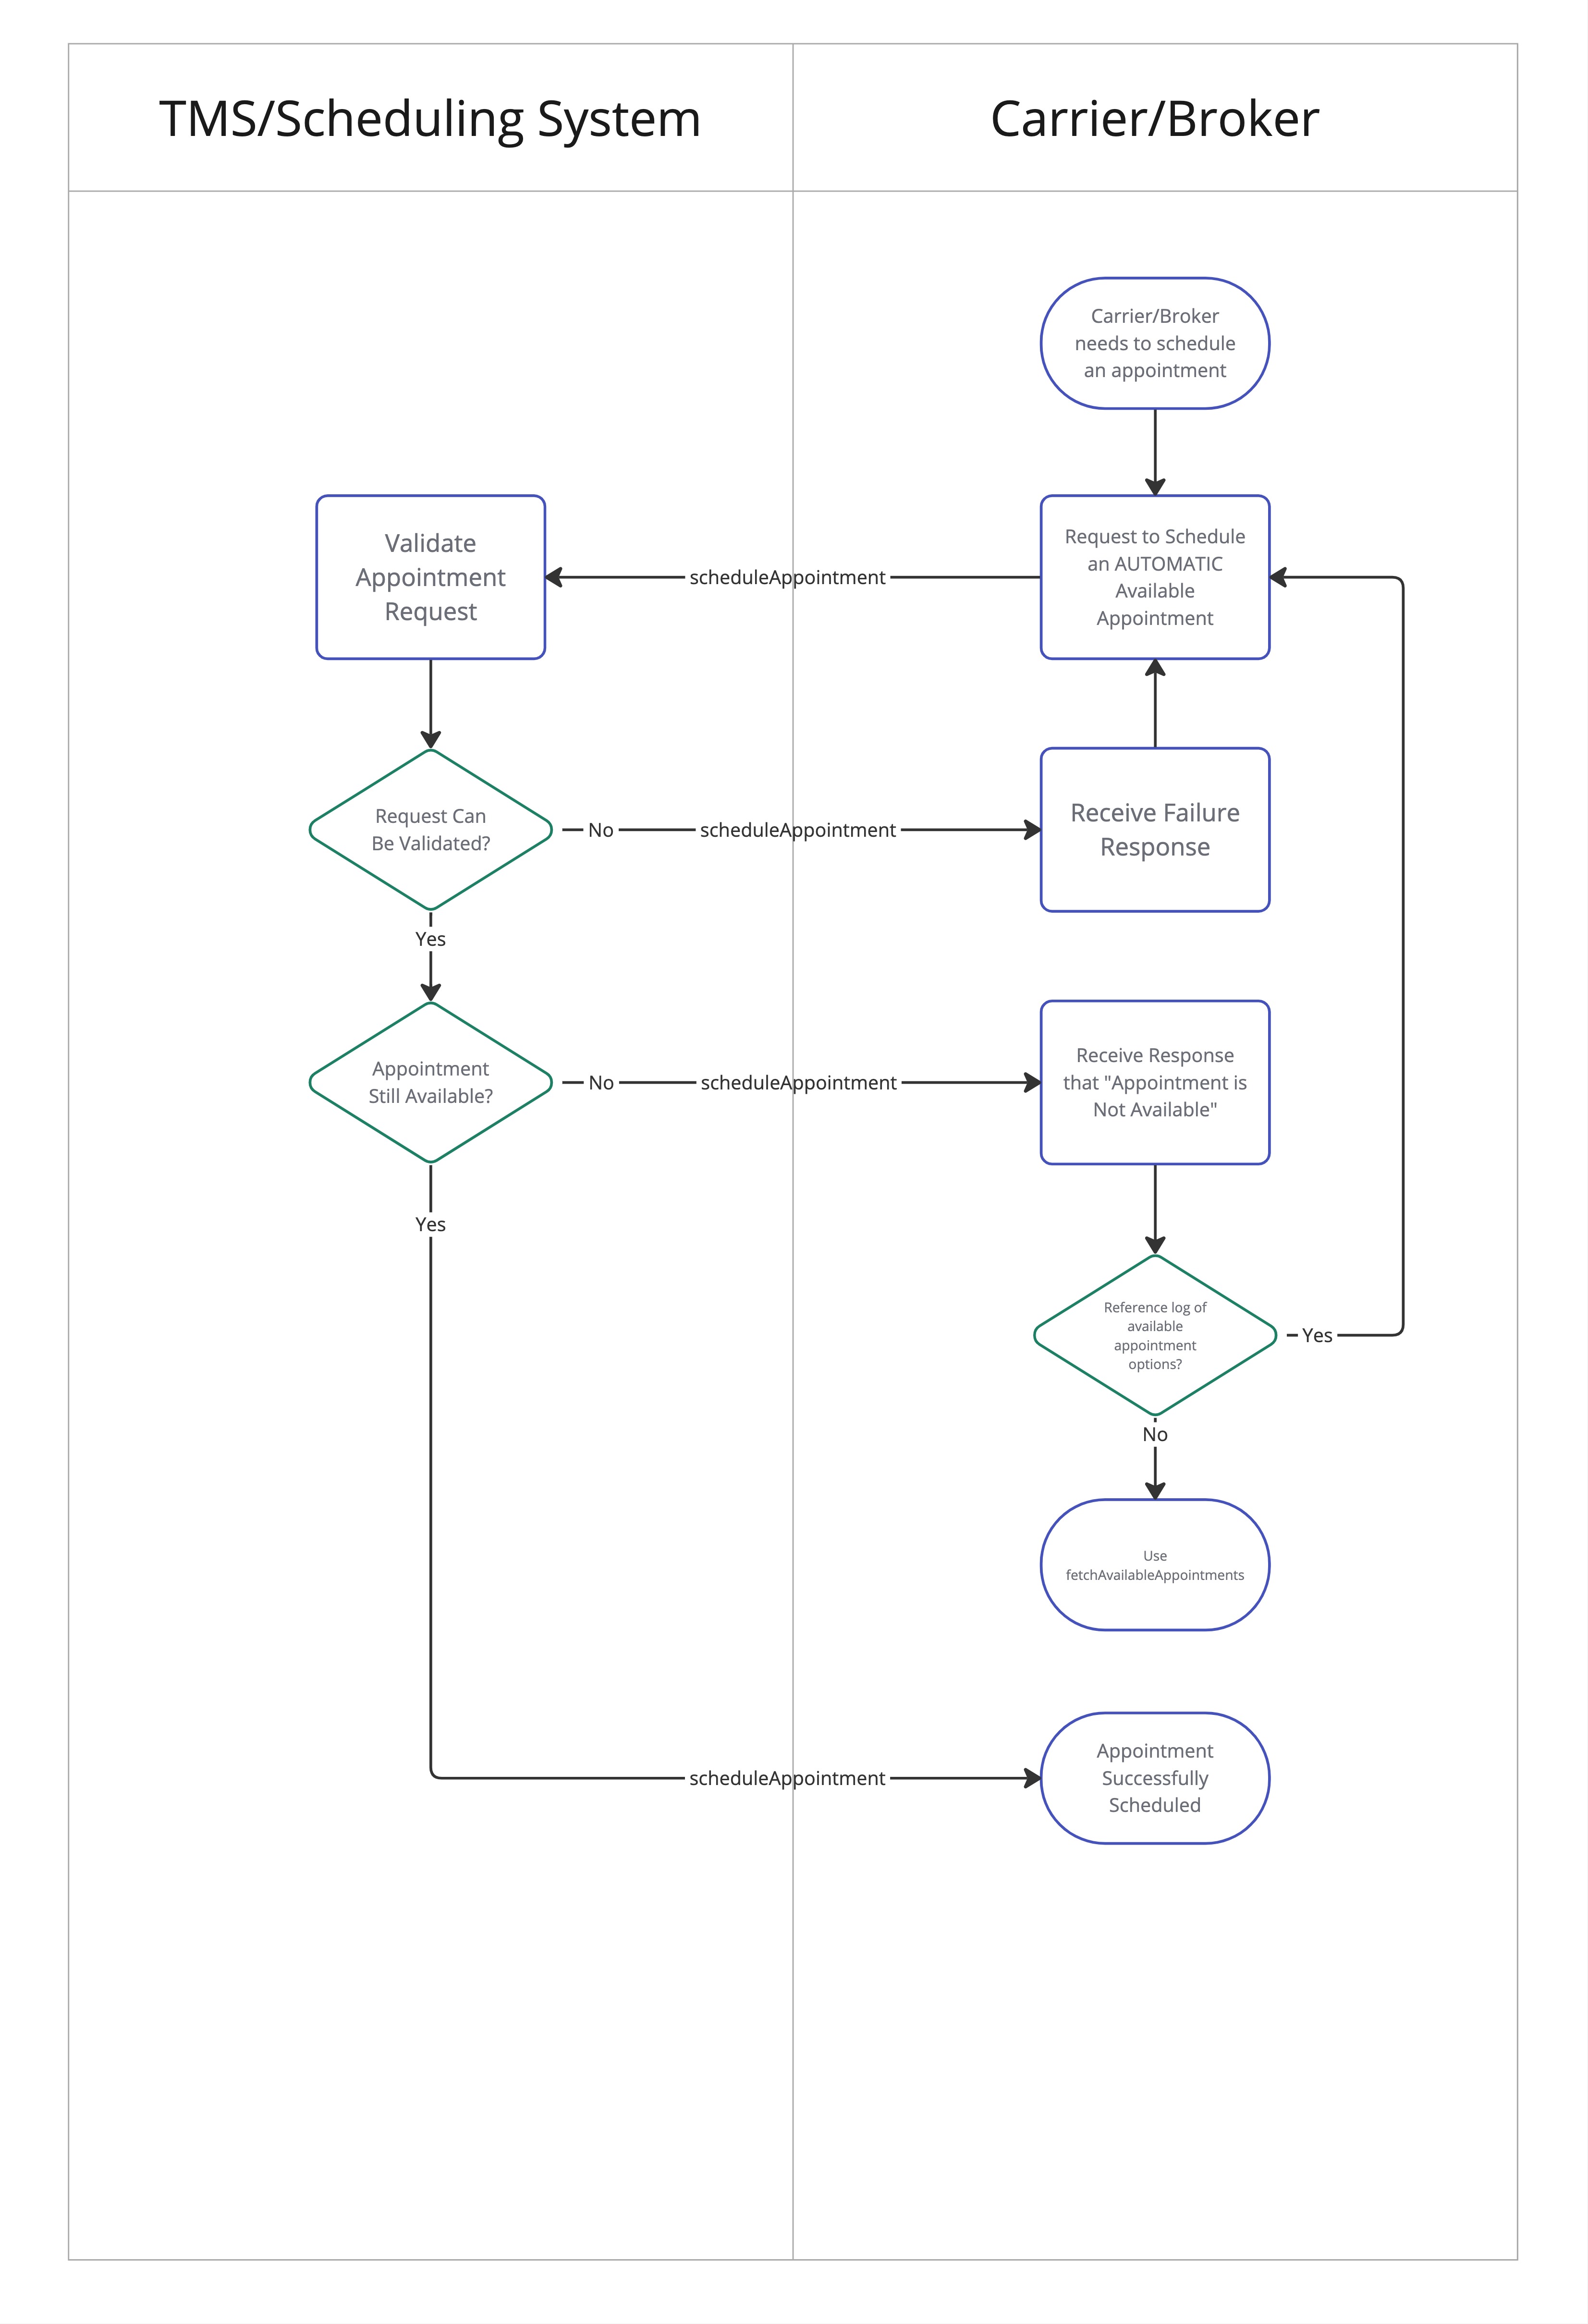 TMS/Scheduling System
Carrier/Broker
Carrier/Broker
needs to schedule
an appointment
Validate
Appointment
Request
scheduleAppointment
Request to Schedule
an AUTOMATIC
Available
Appointment
Request Can
Be Validated?
No
scheduleAppointment
Receive Failure
Response
Yes
Appointment
Still Available?
No
scheduleAppointment
Receive Response
that "Appointment is
Not Available"
Yes
Reference log of
available
appointment
options?
Yes
No
Use
fetchAvailableAppointments
scheduleAppointment
Appointment
Successfully
Scheduled